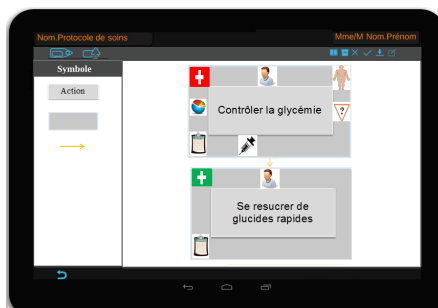 Nom.Protocole de soins
Mme/M Nom.Prénom
Symbole
Action
Contrôler la glycémie
?
Se resucrer de
glucides rapides